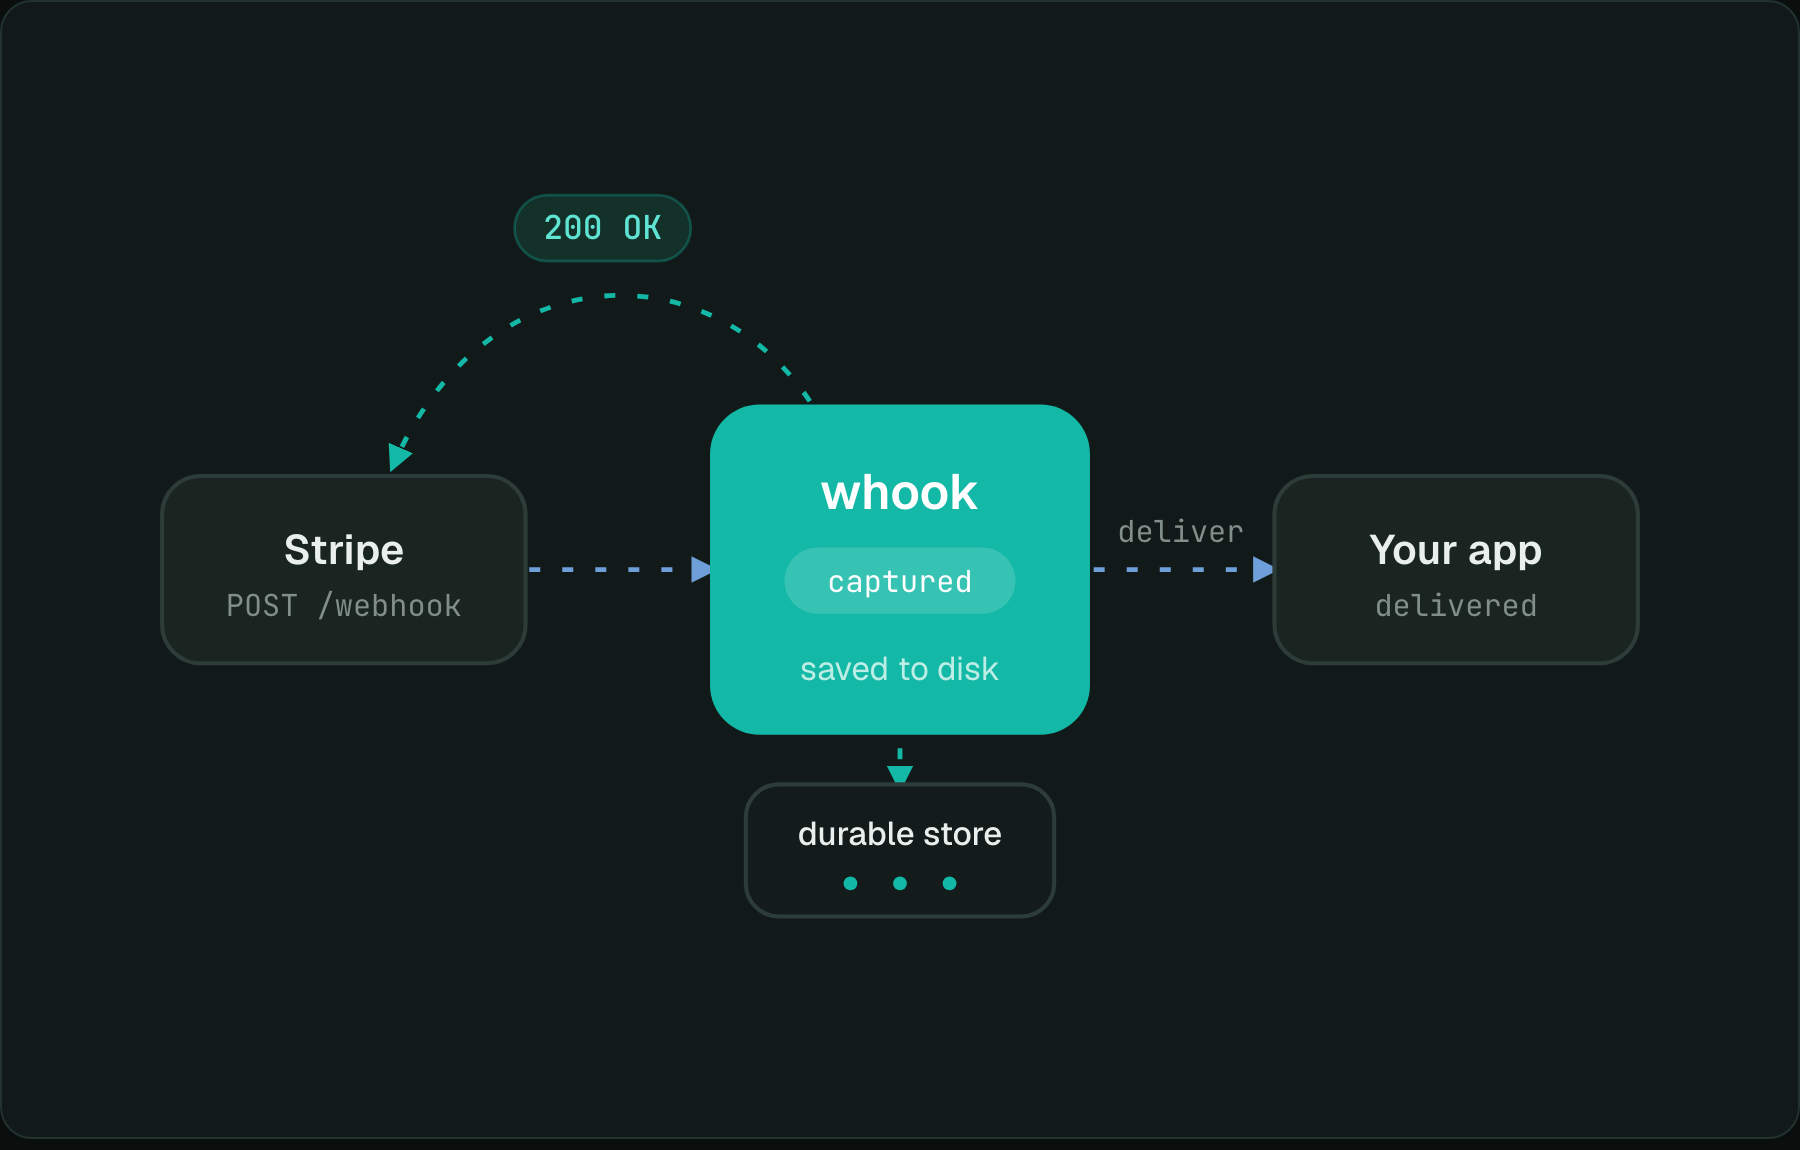 200 OK
Stripe
POST /webhook
whook
captured
saved to disk
deliver
Your app
delivered
durable store